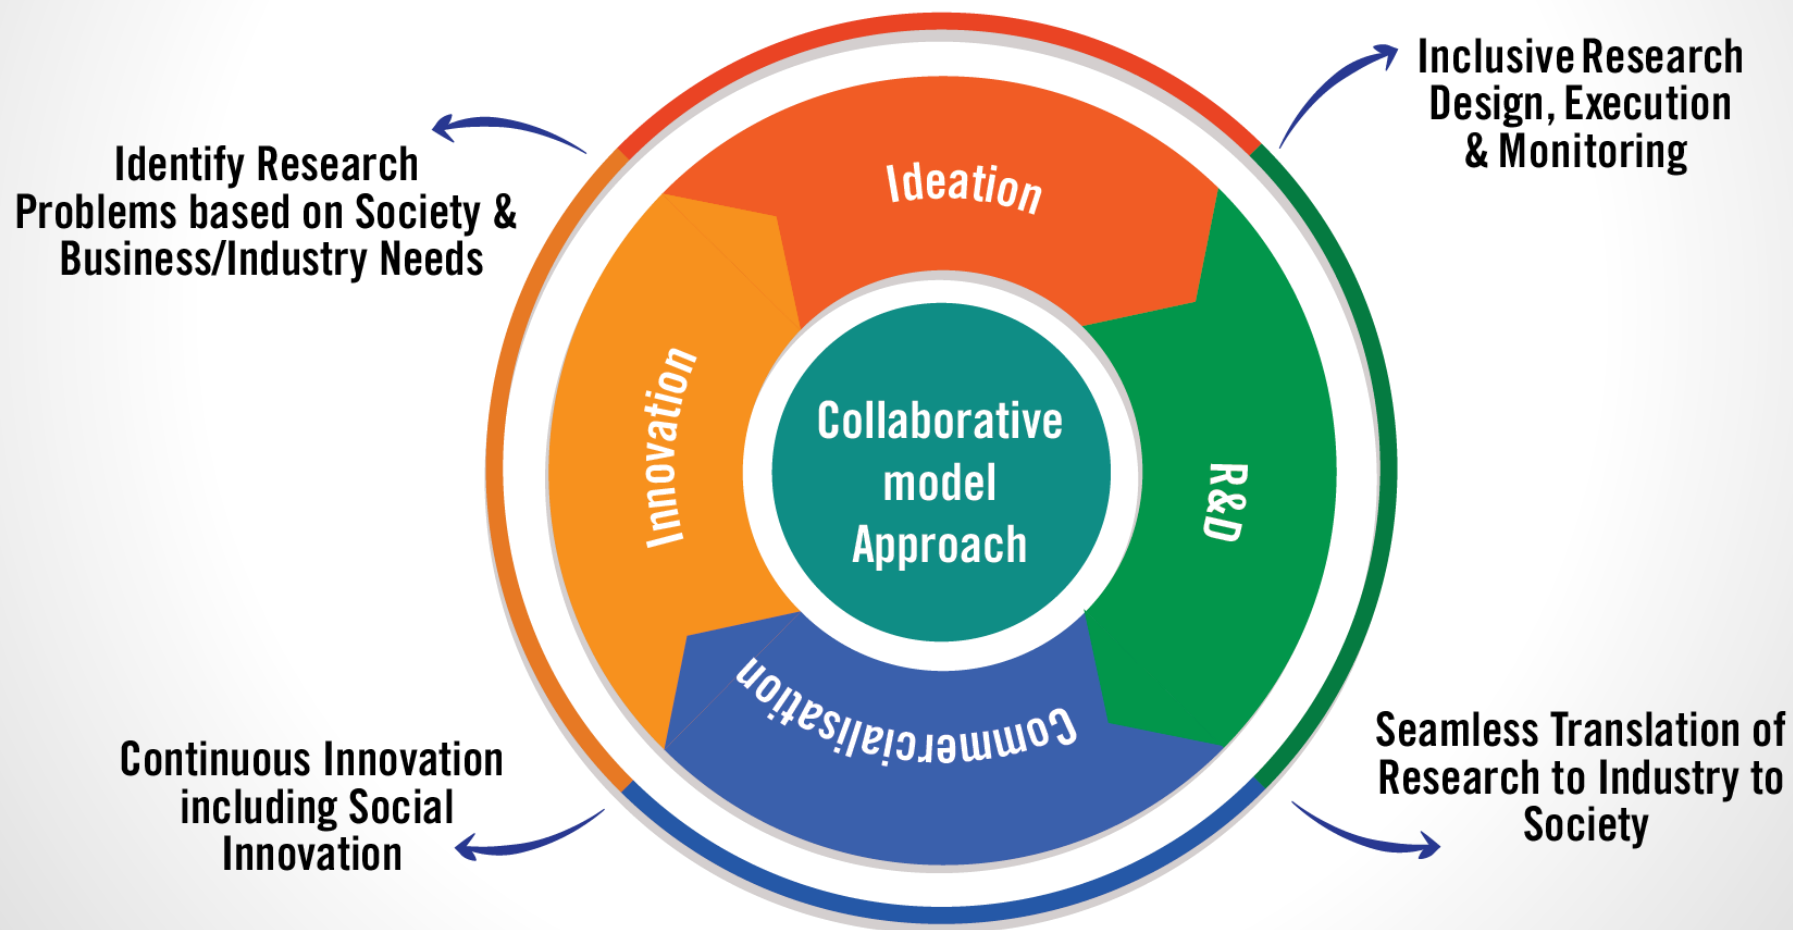 Inclusive Research
Design, Execution
& Monitoring
Identify Research
Problems based on Society &
Business/Industry Needs
Ideation
Innovation
Collaborative
model
Approach
R&D
Commercialisation
Seamless Translation of
Research to Industry to
Society
Continuous Innovation
including Social
Innovation